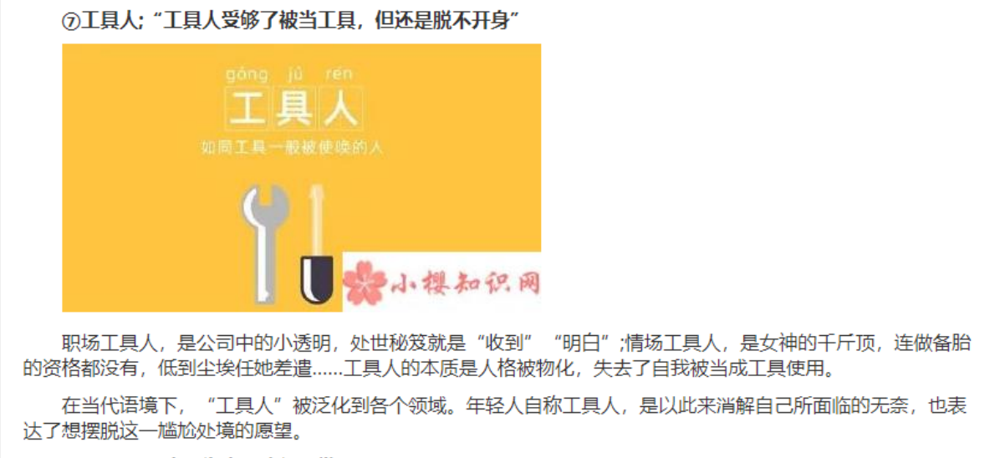 ⑦工具人;“工具人受够了被当工具，但还是脱不开身”
gōng jù rén
工具人
如同工具一般被使唤的人
小樱知识网
职场工具人，是公司中的小透明，处世秘笈就是“收到”“明白”;情场工具人，是女神的千斤顶，连做备胎
的资格都没有，低到尘埃任她差遣......工具人的本质是人格被物化，失去了自我被当成工具使用。
在当代语境下，“工具人”被泛化到各个领域。年轻人自称工具人，是以此来消解自己所面临的无奈，也表
达了想摆脱这一尴尬处境的愿望。